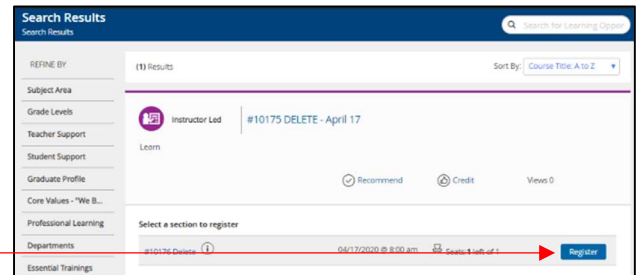 Search Results
Search Results
Search for Learning Oppor
REFINE BY
Subject Area
Grade Levels
Teacher Support
Student Support
Graduate Profile
Core Values - "We B...
Professional Learning
Departments
Essential Trainings
(1) Results
Sort By: Course Title: A to Z
Instructor Led
#10175 DELETE - April 17
Learn
Recommend
Credit
Views 0
Select a section to register
#10176 Delete
04/17/2020 @ 8:00 am
Seats: 1 left of 1
Register